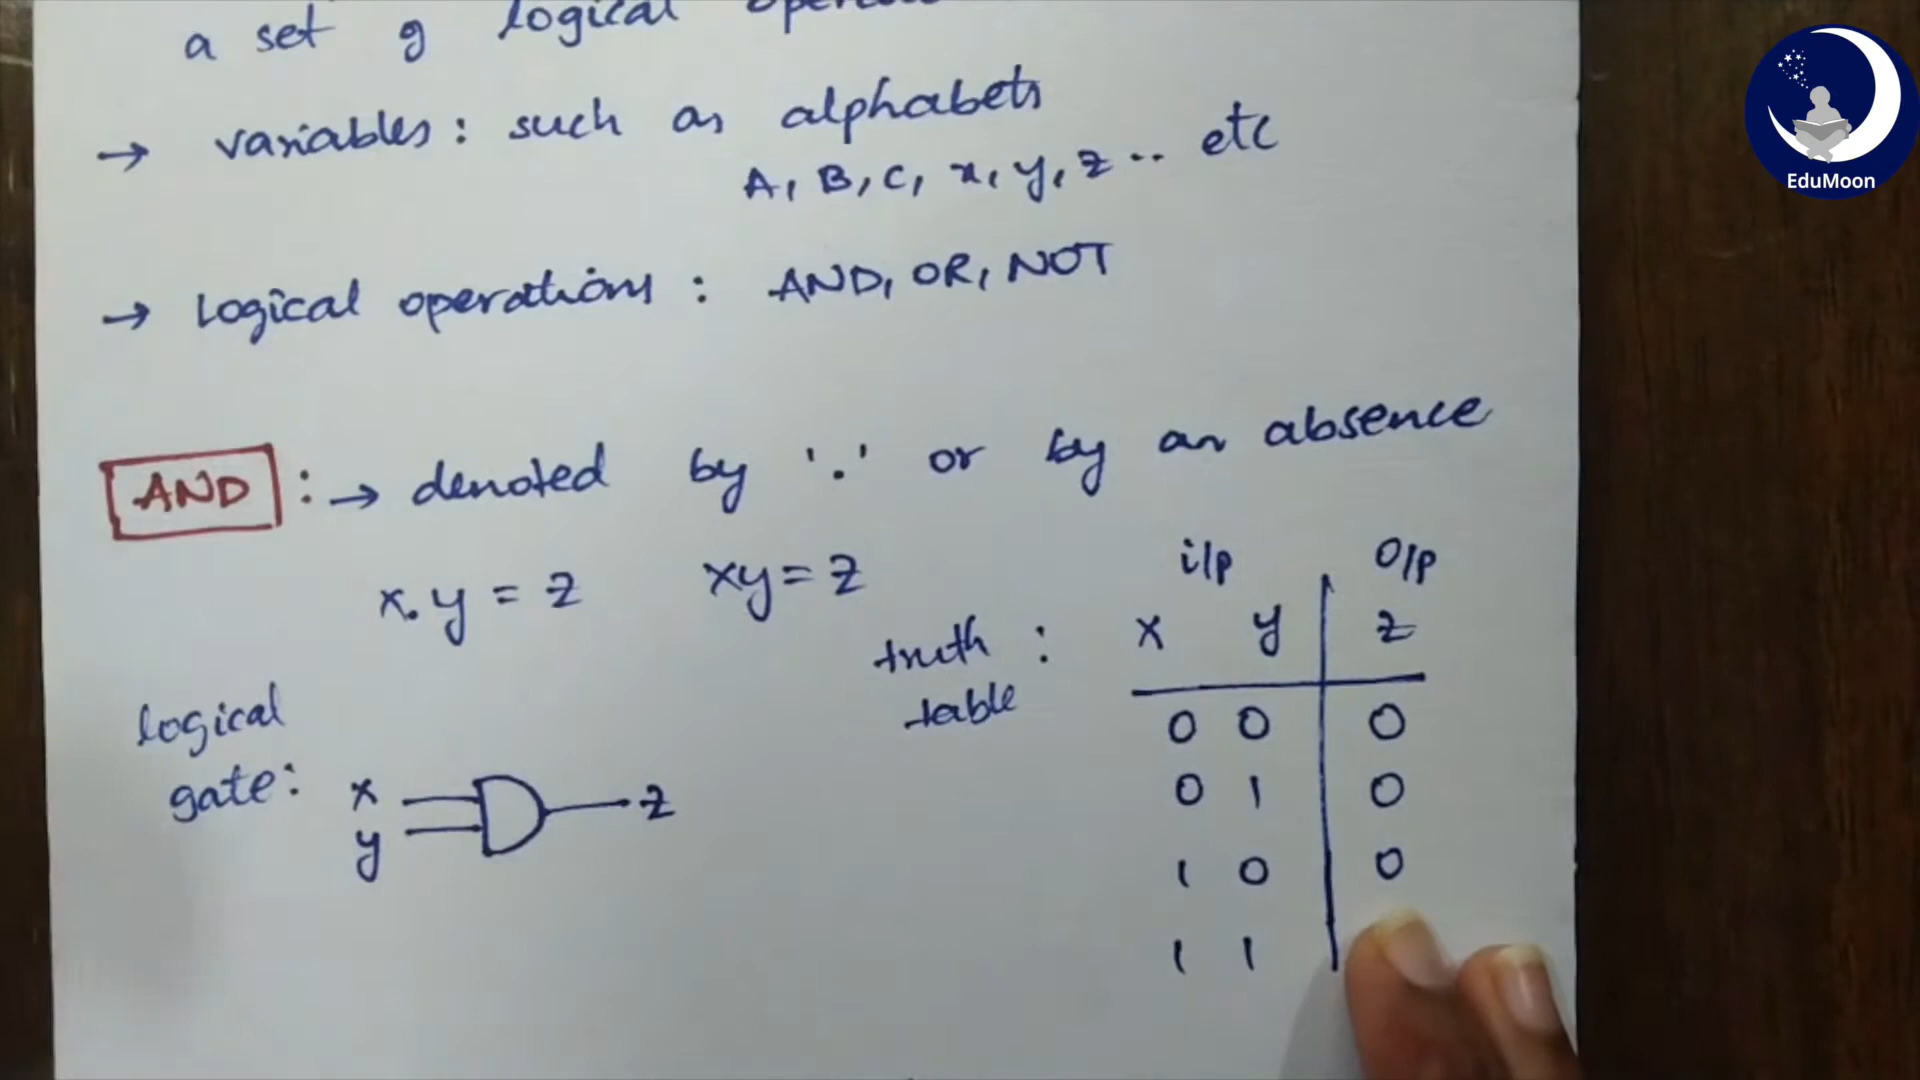 a set g logical
→ variables: such as alphabets
A, B, C, x, y, z .. etc
→ Logical operations : AND, OR, NOT
AND : → denoted by '.' or by an absence
x.y = z xy = z
logical gate:
x
y
z
truth table :
i/p o/p
x y z
0 0 0
0 1 0
1 0 0
1 1
EduMoon